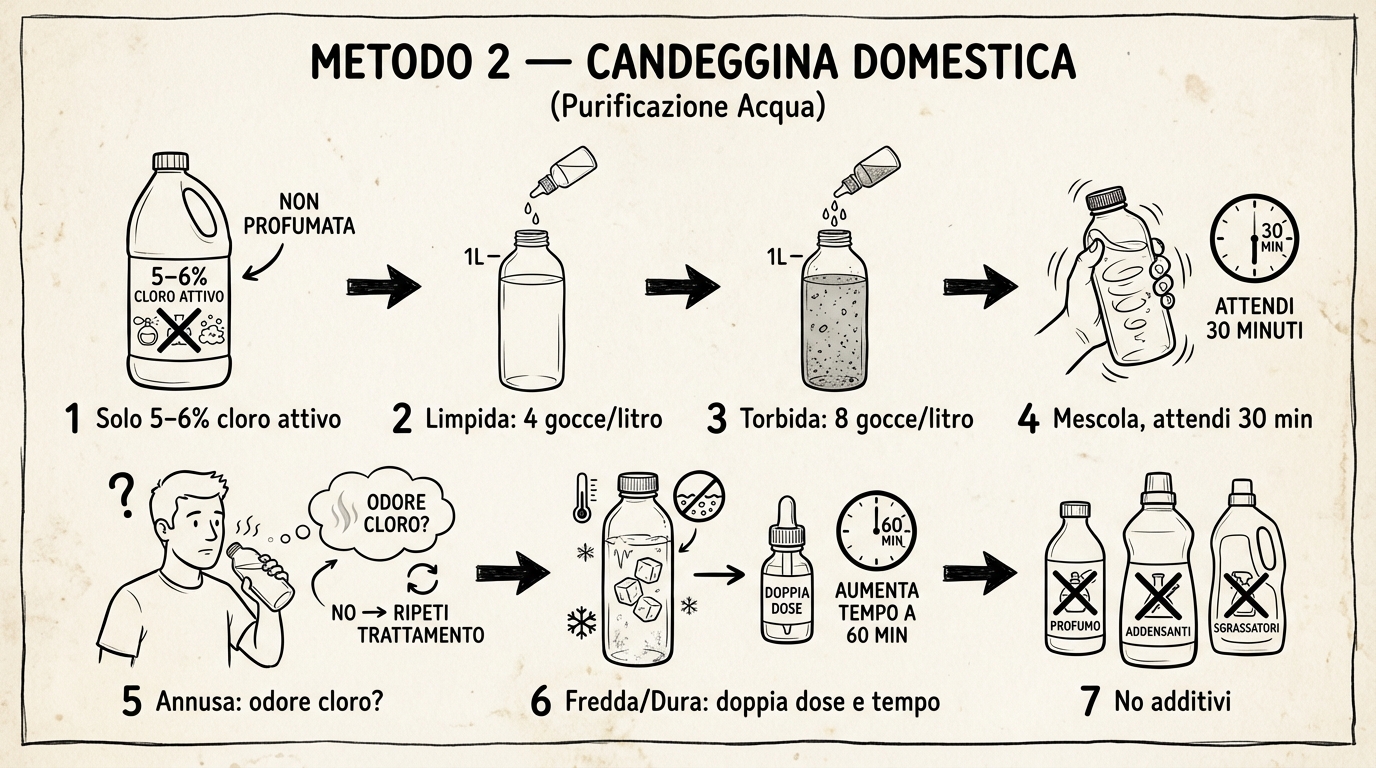 METODO 2 — CANDEGGINA DOMESTICA
(Purificazione Acqua)
NON
PROFUMATA
5–6%
CLORO ATTIVO
1L
1L
30
MIN
ATTENDI
30 MINUTI
1 Solo 5–6% cloro attivo
2 Limpida: 4 gocce/litro
3 Torbida: 8 gocce/litro
4 Mescola, attendi 30 min
?
ODORE
CLORO?
NO → RIPETI
TRATTAMENTO
DOPPIA
DOSE
60
MIN
AUMENTA
TEMPO A
60 MIN
PROFUMO
ADDENSANTI
SGRASSATORI
5 Annusa: odore cloro?
6 Fredda/Dura: doppia dose e tempo
7 No additivi